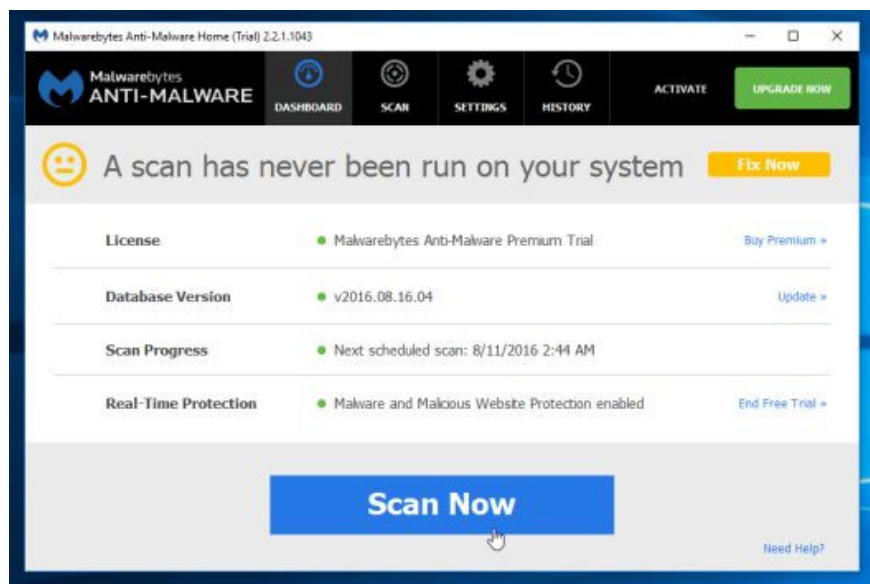 Malwarebytes Anti-Malware Home (Trial) 2.2.1.1043
Malwarebytes
ANTI-MALWARE
DASHBOARD
SCAN
SETTINGS
HISTORY
ACTIVATE
UPGRADE NOW
A scan has never been run on your system
Fix Now
License
Malwarebytes Anti-Malware Premium Trial
Buy Premium »
Database Version
v2016.08.16.04
Update »
Scan Progress
Next scheduled scan: 8/11/2016 2:44 AM
Real-Time Protection
Malware and Malicious Website Protection enabled
End Free Trial »
Scan Now
Need Help?